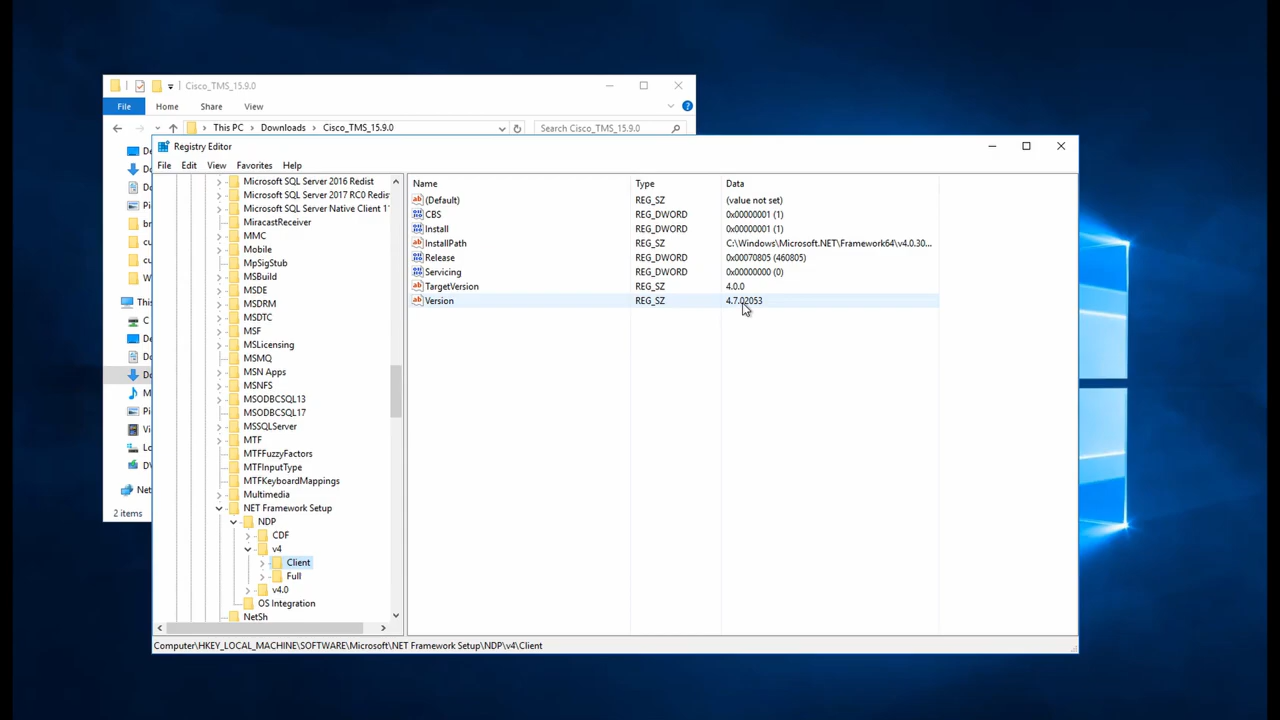 Cisco_TMS_15.9.0
File Home Share View
This PC Downloads Cisco_TMS_15.9.0 Search Cisco_TMS_15.9.0
Registry Editor
File Edit View Favorites Help
Microsoft SQL Server 2016 Redist
Microsoft SQL Server 2017 RC0 Redis
Microsoft SQL Server Native Client 1
MiracastReceiver
MMC
Mobile
MpSigStub
MSBuild
MSDE
MSDRM
MSDTC
MSF
MSLicensing
MSMQ
MSN Apps
MSNFS
MSODBCSQL13
MSODBCSQL17
MSSQLServer
MTF
MTFFuzzyFactors
MTFInputType
MTFKeyboardMappings
Multimedia
NET Framework Setup
NDP
CDF
v4
Client
Full
v4.0
OS Integration
NetSh
Name Type Data
(Default) REG_SZ (value not set)
CBS REG_DWORD 0x00000001 (1)
Install REG_DWORD 0x00000001 (1)
InstallPath REG_SZ C:\Windows\Microsoft.NET\Framework64\v4.0.30...
Release REG_DWORD 0x00070805 (460805)
Servicing REG_DWORD 0x00000000 (0)
TargetVersion REG_SZ 4.0.0
Version REG_SZ 4.7.02053
This
Net
2 items
Computer\HKEY_LOCAL_MACHINE\SOFTWARE\Microsoft\NET Framework Setup\NDP\v4\Client